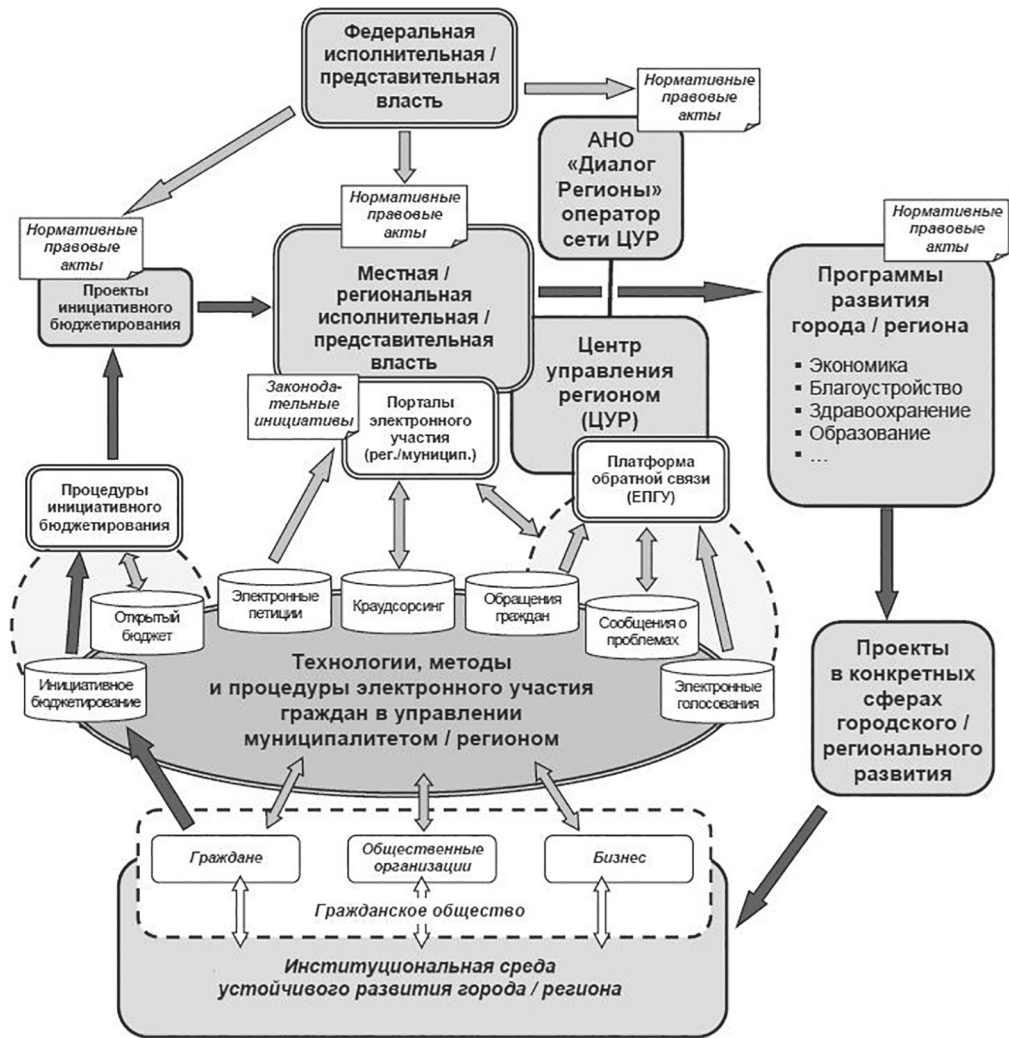 Федеральная
исполнительная /
представительная
власть
Нормативные
правовые
акты
АНО
«Диалог
Регионы»
оператор
сети ЦУР
Нормативные
правовые
акты
Нормативные
правовые
акты
Нормативные
правовые
акты
Проекты
инициативного
бюджетирования
Местная /
региональная
исполнительная /
представительная
власть
Программы
развития
города / региона
▪ Экономика
▪ Благоустройство
▪ Здравоохранение
▪ Образование
▪ ...
Центр
управления
регионом
(ЦУР)
Законода-
тельные
инициативы
Порталы
электронного
участия
(рег./муницип.)
Платформа
обратной связи
(ЕПГУ)
Процедуры
инициативного
бюджетирования
Открытый
бюджет
Электронные
петиции
Краудсорсинг
Обращения
граждан
Сообщения о
проблемах
Инициативное
бюджетирование
Электронные
голосования
Технологии, методы
и процедуры электронного участия
граждан в управлении
муниципалитетом / регионом
Проекты
в конкретных
сферах
городского /
регионального
развития
Граждане
Общественные
организации
Бизнес
Гражданское общество
Институциональная среда
устойчивого развития города / региона